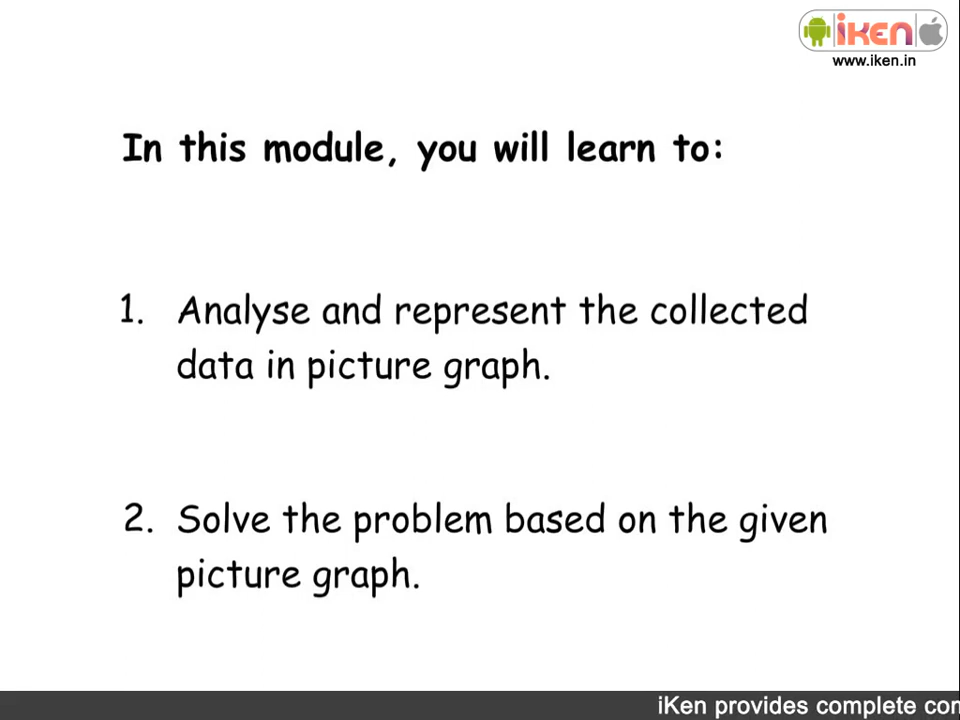 iken
www.iken.in
In this module, you will learn to:
1. Analyse and represent the collected
data in picture graph.
2. Solve the problem based on the given
picture graph.
iKen provides complete